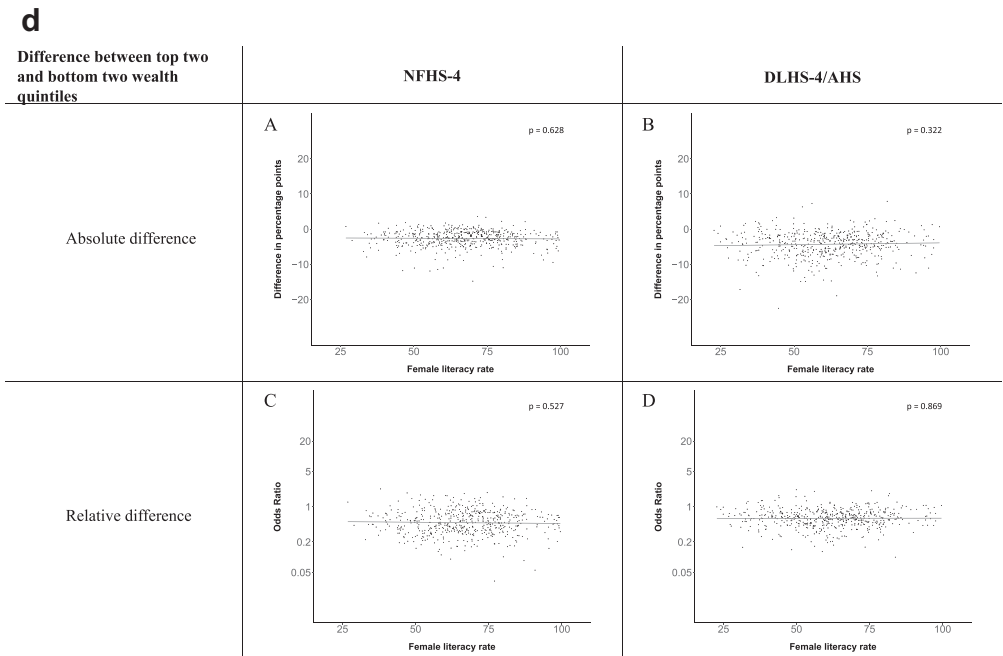 d
Difference between top two
and bottom two wealth
quintiles
NFHS-4
DLHS-4/AHS
Absolute difference
A
p = 0.628
Difference in percentage points
20
10
0
−10
−20
25 50 75 100
Female literacy rate
B
p = 0.322
Difference in percentage points
20
10
0
−10
−20
25 50 75 100
Female literacy rate
Relative difference
C
p = 0.527
Odds Ratio
20
5
1
0.2
0.05
25 50 75 100
Female literacy rate
D
p = 0.869
Odds Ratio
20
5
1
0.2
0.05
25 50 75 100
Female literacy rate